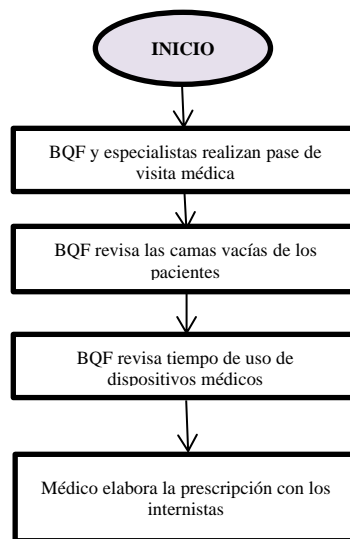 INICIO
BQF y especialistas realizan pase de
visita médica
BQF revisa las camas vacías de los
pacientes
BQF revisa tiempo de uso de
dispositivos médicos
Médico elabora la prescripción con los
internistas